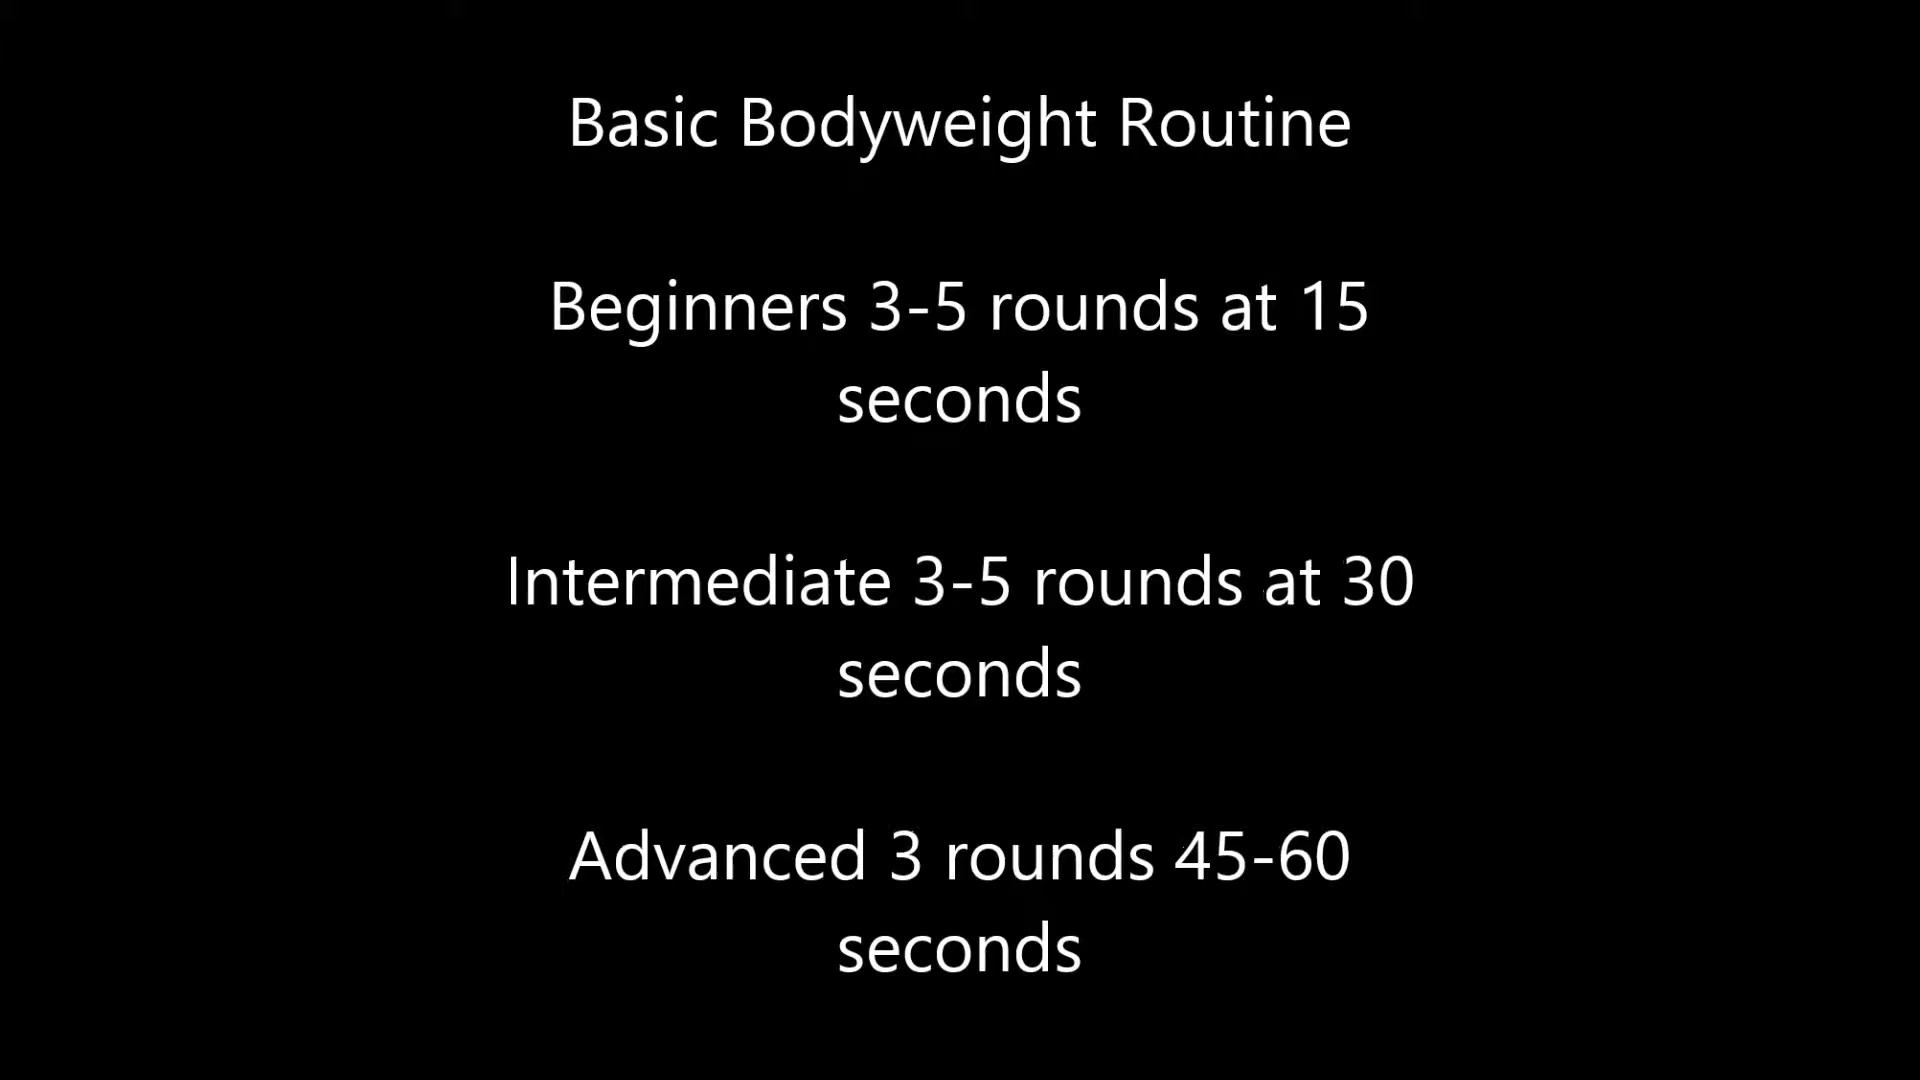 Basic Bodyweight Routine
Beginners 3-5 rounds at 15
seconds
Intermediate 3-5 rounds at 30
seconds
Advanced 3 rounds 45-60
seconds